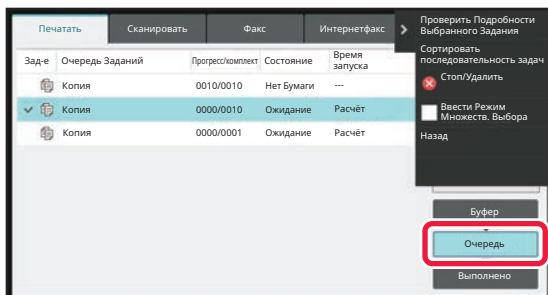 Печатать Сканировать Факс Интернетфакс
Зад-е Очередь Заданий Прогресс/комплект Состояние Время запуска
Копия 0010/0010 Нет Бумаги ---
Копия 0000/0010 Ожидание Расчёт
Копия 0000/0001 Ожидание Расчёт
Проверить Подробности
Выбранного Задания
Сортировать
последовательность задач
Стоп/Удалить
Ввести Режим
Множеств. Выбора
Назад
Буфер
Очередь
Выполнено